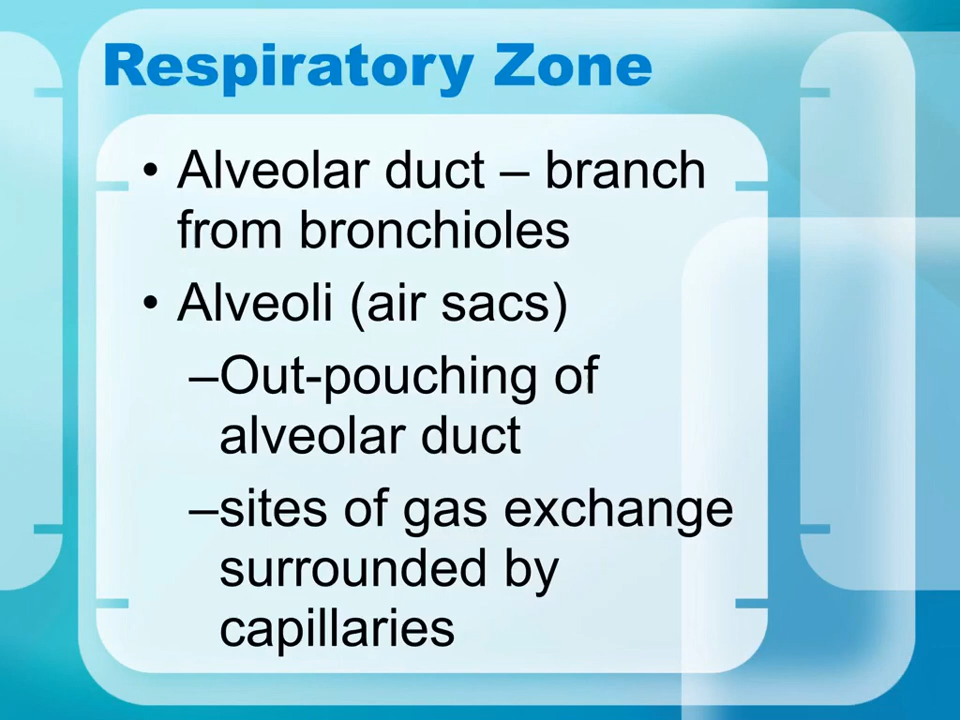 Respiratory Zone
• Alveolar duct – branch
from bronchioles
• Alveoli (air sacs)
–Out-pouching of
alveolar duct
–sites of gas exchange
surrounded by
capillaries